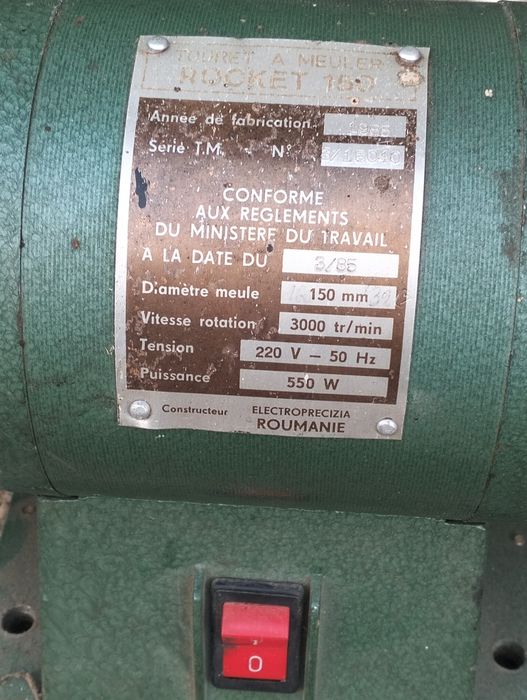 TOURET A MEULER
ROCKET 150
Année de fabrication 1985
Série T.M. - N°
CONFORME
AUX REGLEMENTS
DU MINISTERE DU TRAVAIL
A LA DATE DU 3/85
Diamètre meule 150 mm
Vitesse rotation 3000 tr/min
Tension 220 V — 50 Hz
Puissance 550 W
Constructeur ELECTROPRECIZIA
ROUMANIE
0